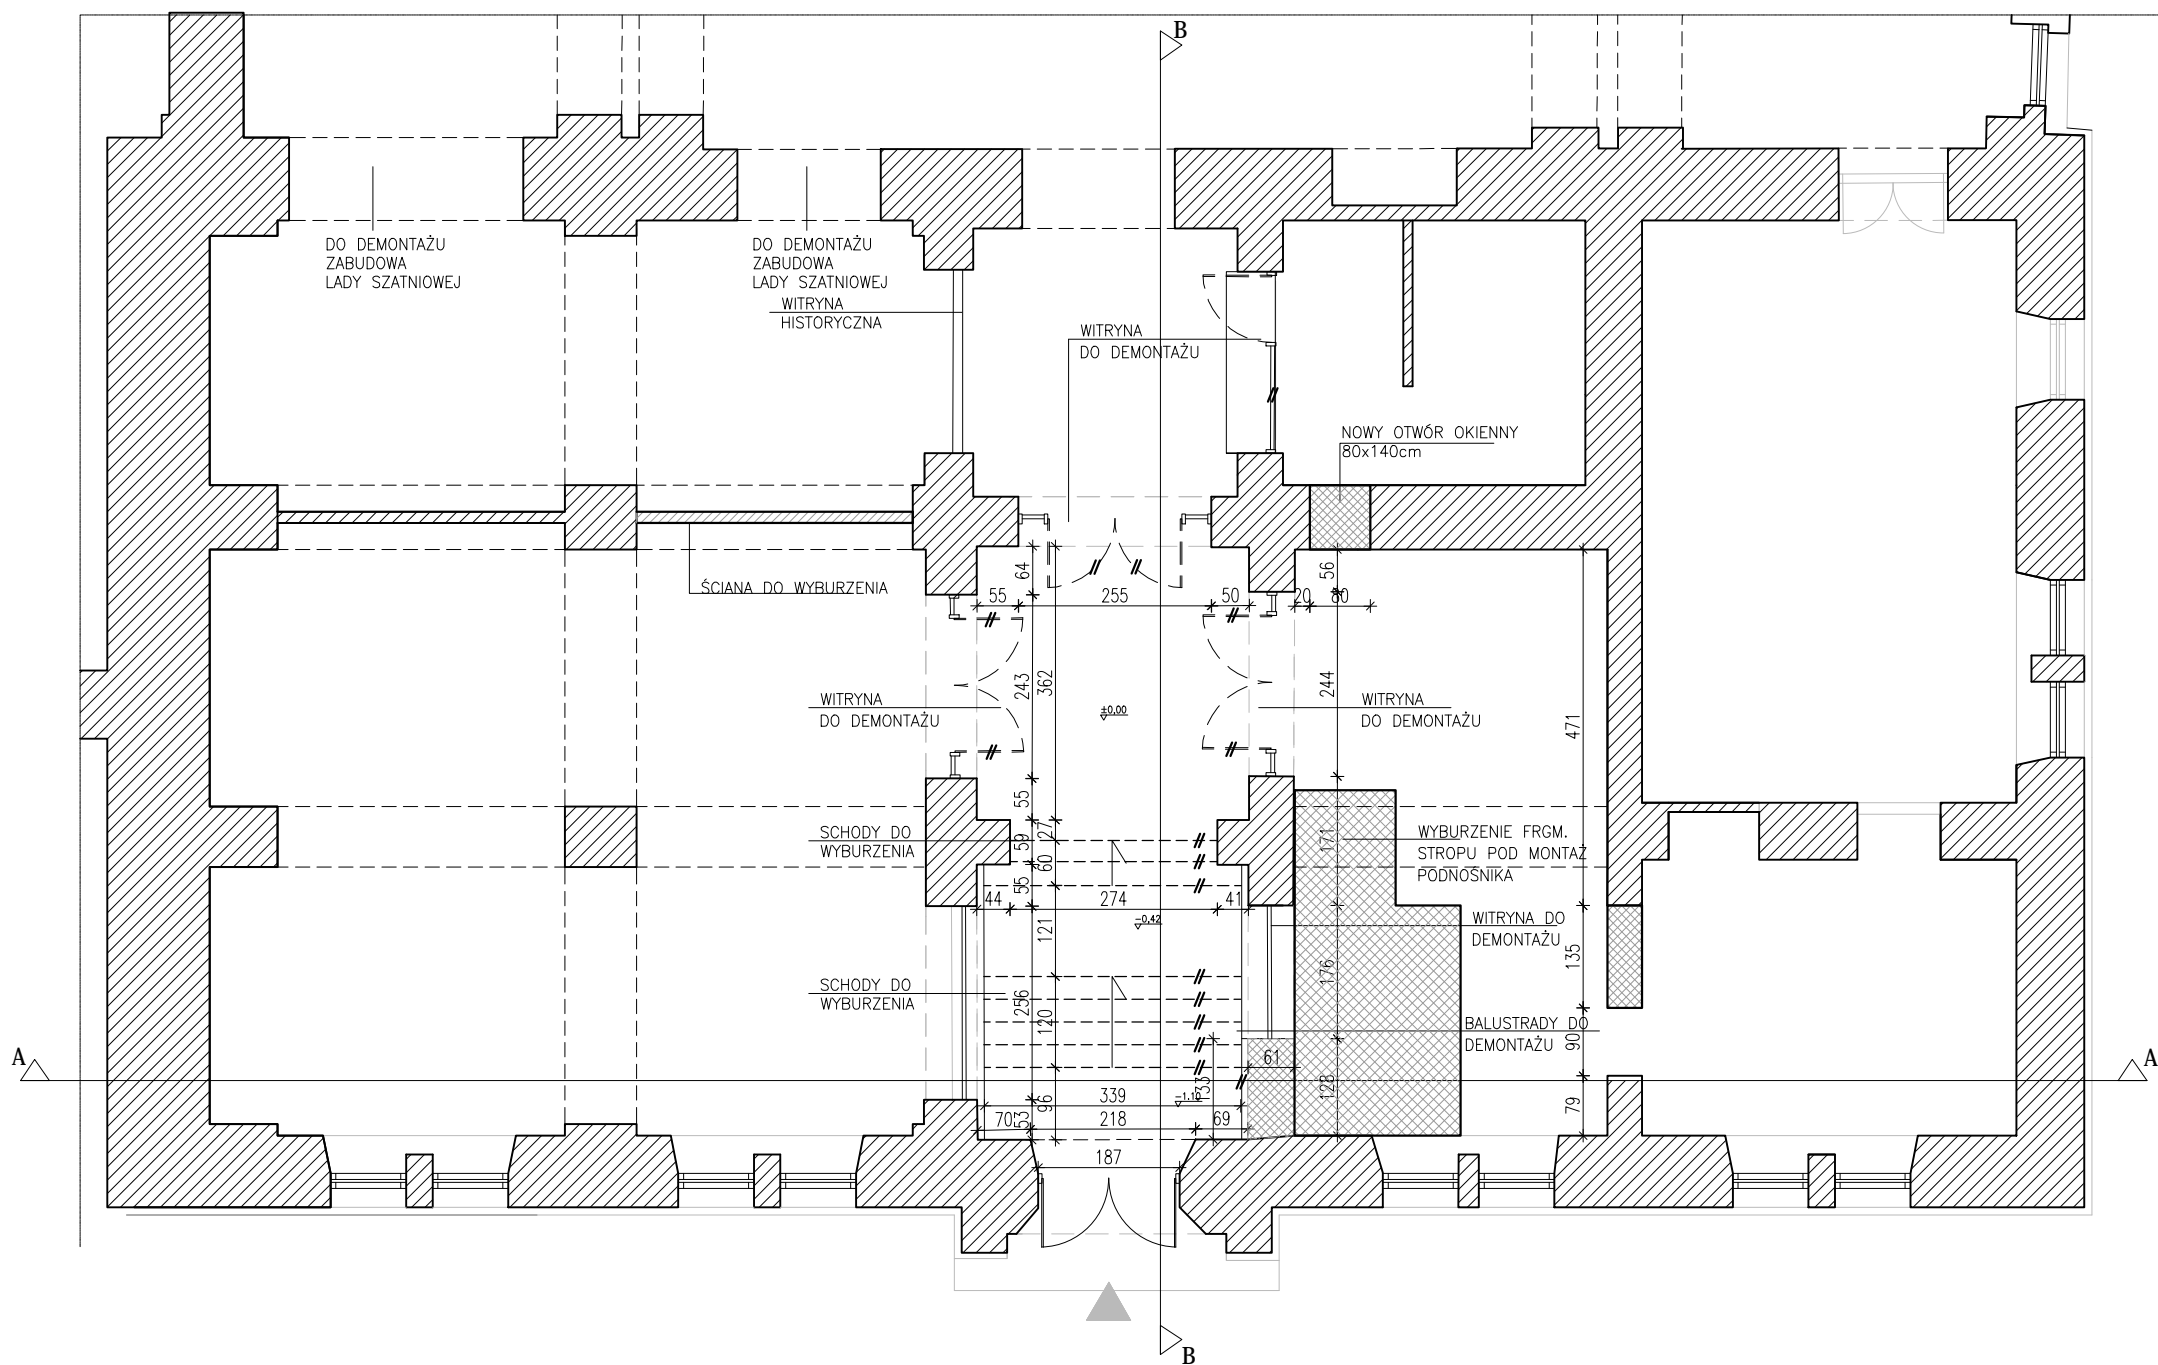 B
DO DEMONTAŻU
ZABUDOWA
LADY SZATNIOWEJ
DO DEMONTAŻU
ZABUDOWA
LADY SZATNIOWEJ
WITRYNA
HISTORYCZNA
WITRYNA
DO DEMONTAŻU
NOWY OTWÓR OKIENNY
80x140cm
ŚCIANA DO WYBURZENIA
64
56
55
255
50
20
80
243
362
244
471
WITRYNA
DO DEMONTAŻU
±0,00
WITRYNA
DO DEMONTAŻU
55
27
59
60
55
171
SCHODY DO
WYBURZENIA
WYBURZENIE FRGM.
STROPU POD MONTAŻ
PODNOŚNIKA
44
274
41
-0,42
121
WITRYNA DO
DEMONTAŻU
135
176
SCHODY DO
WYBURZENIA
256
120
BALUSTRADY DO
DEMONTAŻU
90
A
A
61
133
128
339
-1,10
96
79
70
53
218
69
187
B